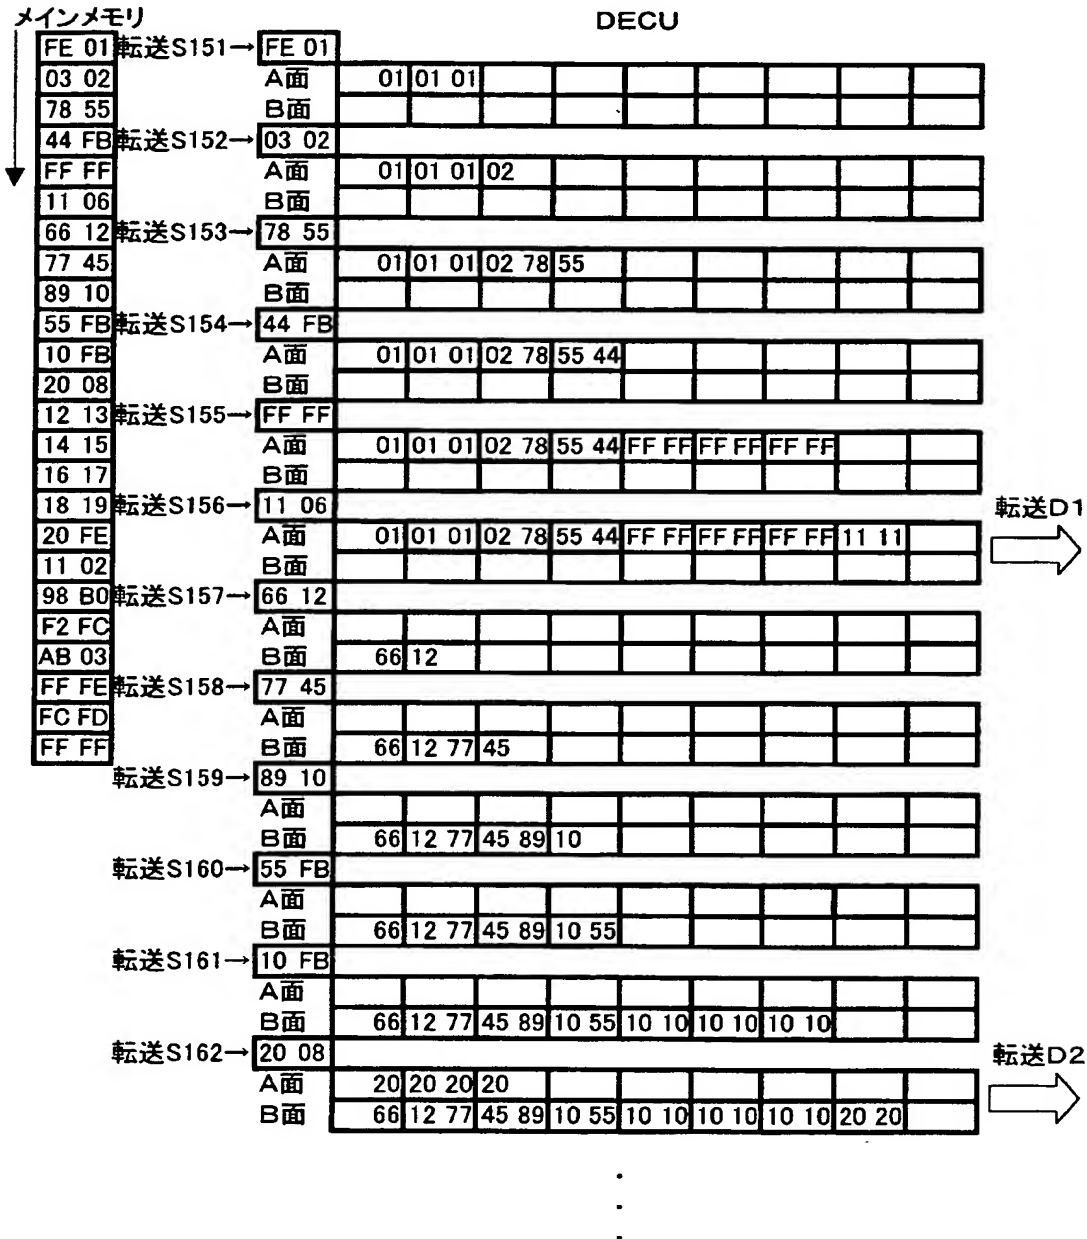 メインメモリ DECU
FE 01 転送S151→ FE 01
03 02 A面 01 01 01
78 55 B面
44 FB 転送S152→ 03 02
FF FF A面 01 01 01 02
11 06 B面
66 12 転送S153→ 78 55
77 45 A面 01 01 01 02 78 55
89 10 B面
55 FB 転送S154→ 44 FB
10 FB A面 01 01 01 02 78 55 44
20 08 B面
12 13 転送S155→ FF FF
14 15 A面 01 01 01 02 78 55 44 FF FF FF FF FF FF
16 17 B面
18 19 転送S156→ 11 06 転送D1
20 FE A面 01 01 01 02 78 55 44 FF FF FF FF FF FF 11 11
11 02 B面
98 B0 転送S157→ 66 12
F2 FC A面
AB 03 B面 66 12
FF FE 転送S158→ 77 45
FC FD A面
FF FF B面 66 12 77 45
転送S159→ 89 10
A面
B面 66 12 77 45 89 10
転送S160→ 55 FB
A面
B面 66 12 77 45 89 10 55
転送S161→ 10 FB
A面
B面 66 12 77 45 89 10 55 10 10 10 10 10 10
転送S162→ 20 08 転送D2
A面 20 20 20 20
B面 66 12 77 45 89 10 55 10 10 10 10 10 10 20 20